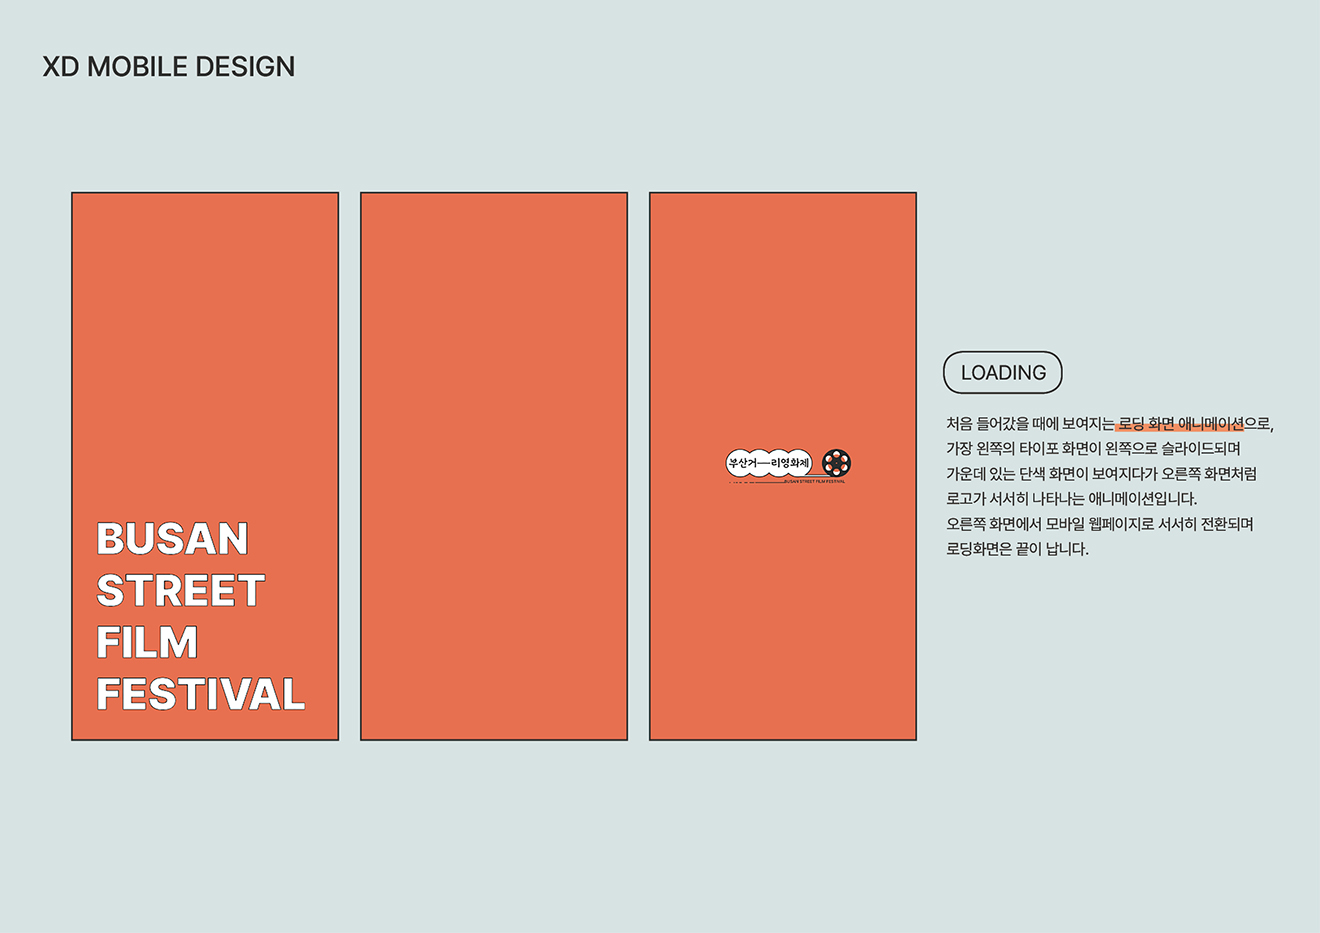 XD MOBILE DESIGN
BUSAN
STREET
FILM
FESTIVAL
부산거—리영화제
BUSAN STREET FILM FESTIVAL
LOADING
처음 들어갔을 때에 보여지는 로딩 화면 애니메이션으로,
가장 왼쪽의 타이포 화면이 왼쪽으로 슬라이드되며
가운데 있는 단색 화면이 보여지다가 오른쪽 화면처럼
로고가 서서히 나타나는 애니메이션입니다.
오른쪽 화면에서 모바일 웹페이지로 서서히 전환되며
로딩화면은 끝이 납니다.